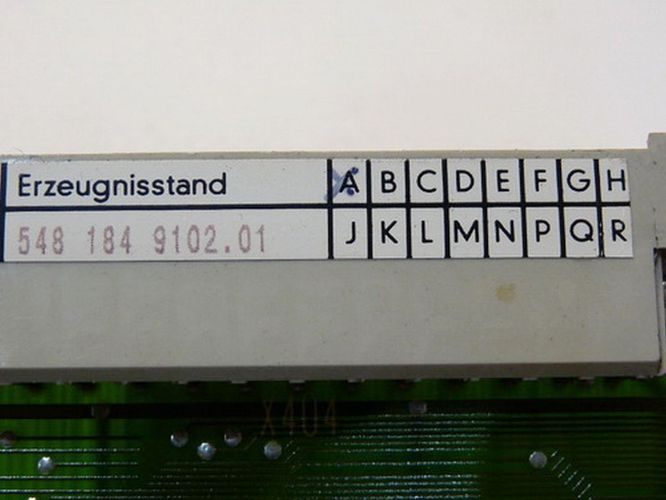 Erzeugnisstand A B C D E F G H
548 184 9102.01 J K L M N P Q R
X404